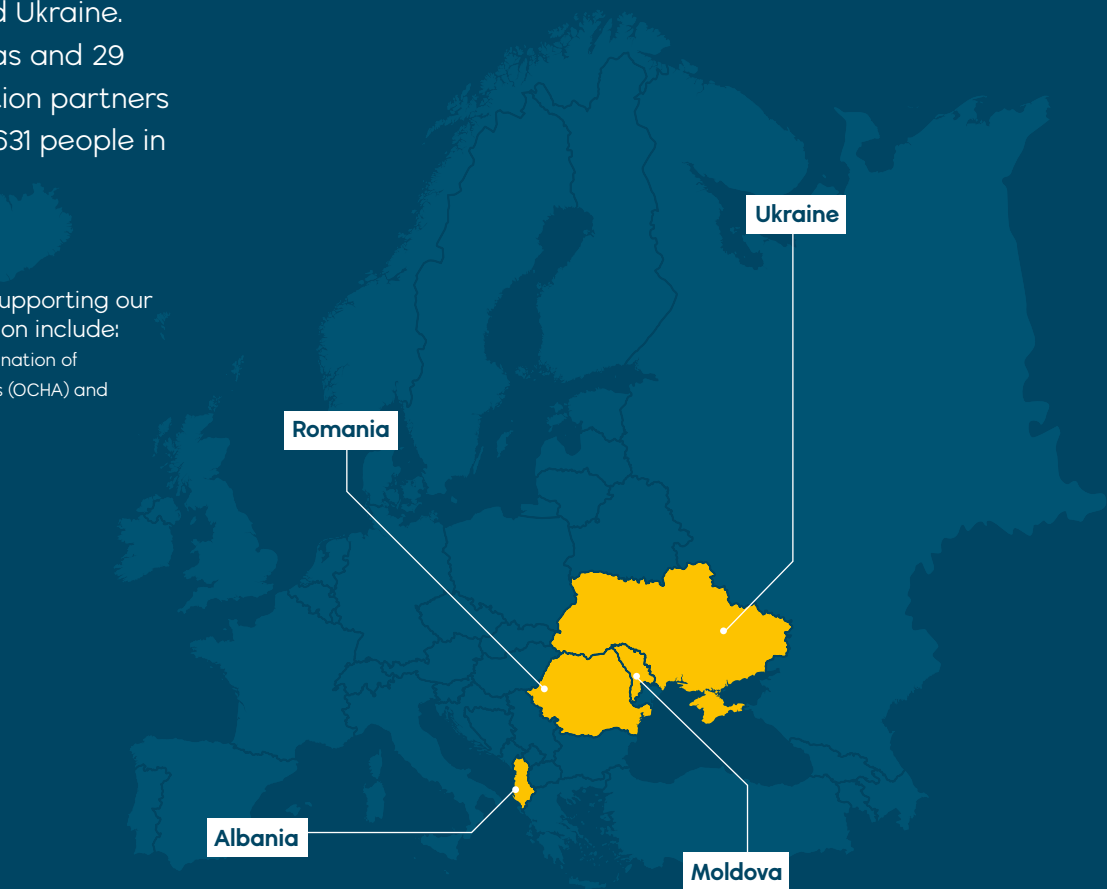 d Ukraine.
as and 29
tion partners
631 people in
upporting our
on include:
nation of
s (OCHA) and
Ukraine
Romania
Albania
Moldova